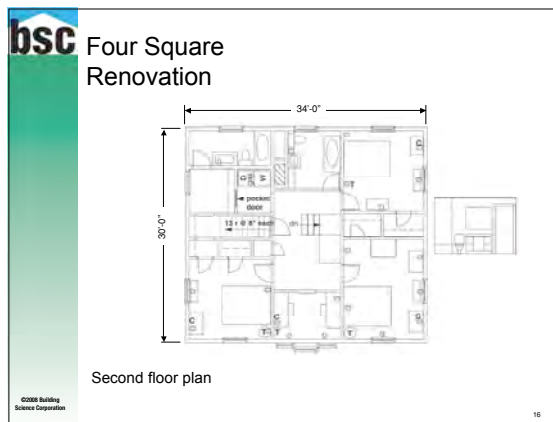 bsc
Four Square
Renovation
34'-0"
30'-0"
D
W
pocket
door
13 r @ 8" each
dn
C
T
C
T
C
T
T
C
Second floor plan
©2008 Building
Science Corporation
16